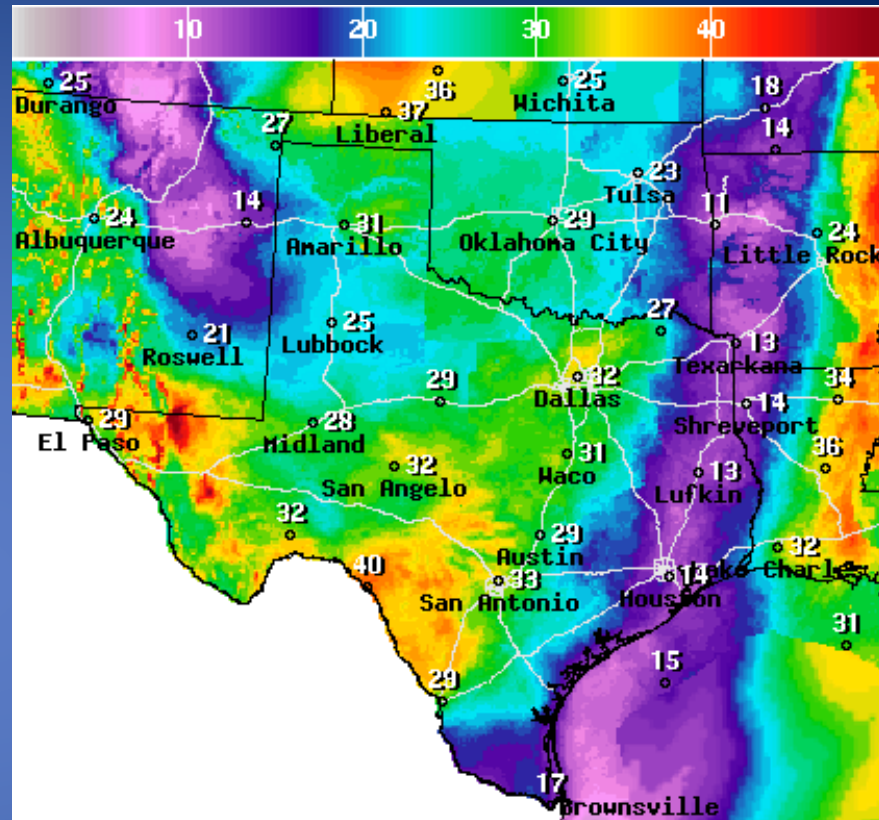 10 20 30 40
25
Durango
36
25
Wichita
18
37
Liberal
27
14
23
Tulsa
24
Albuquerque
14
31
Amarillo
29
Oklahoma City
11
24
Little Rock
21
Roswell
25
Lubbock
27
13
Texarkana
29
32
Dallas
14
Shreveport
34
29
El Paso
28
Midland
31
Waco
36
32
San Angelo
13
Lufkin
32
29
Austin
32
Lake Charles
40
33
San Antonio
14
Houston
31
15
29
17
Brownsville